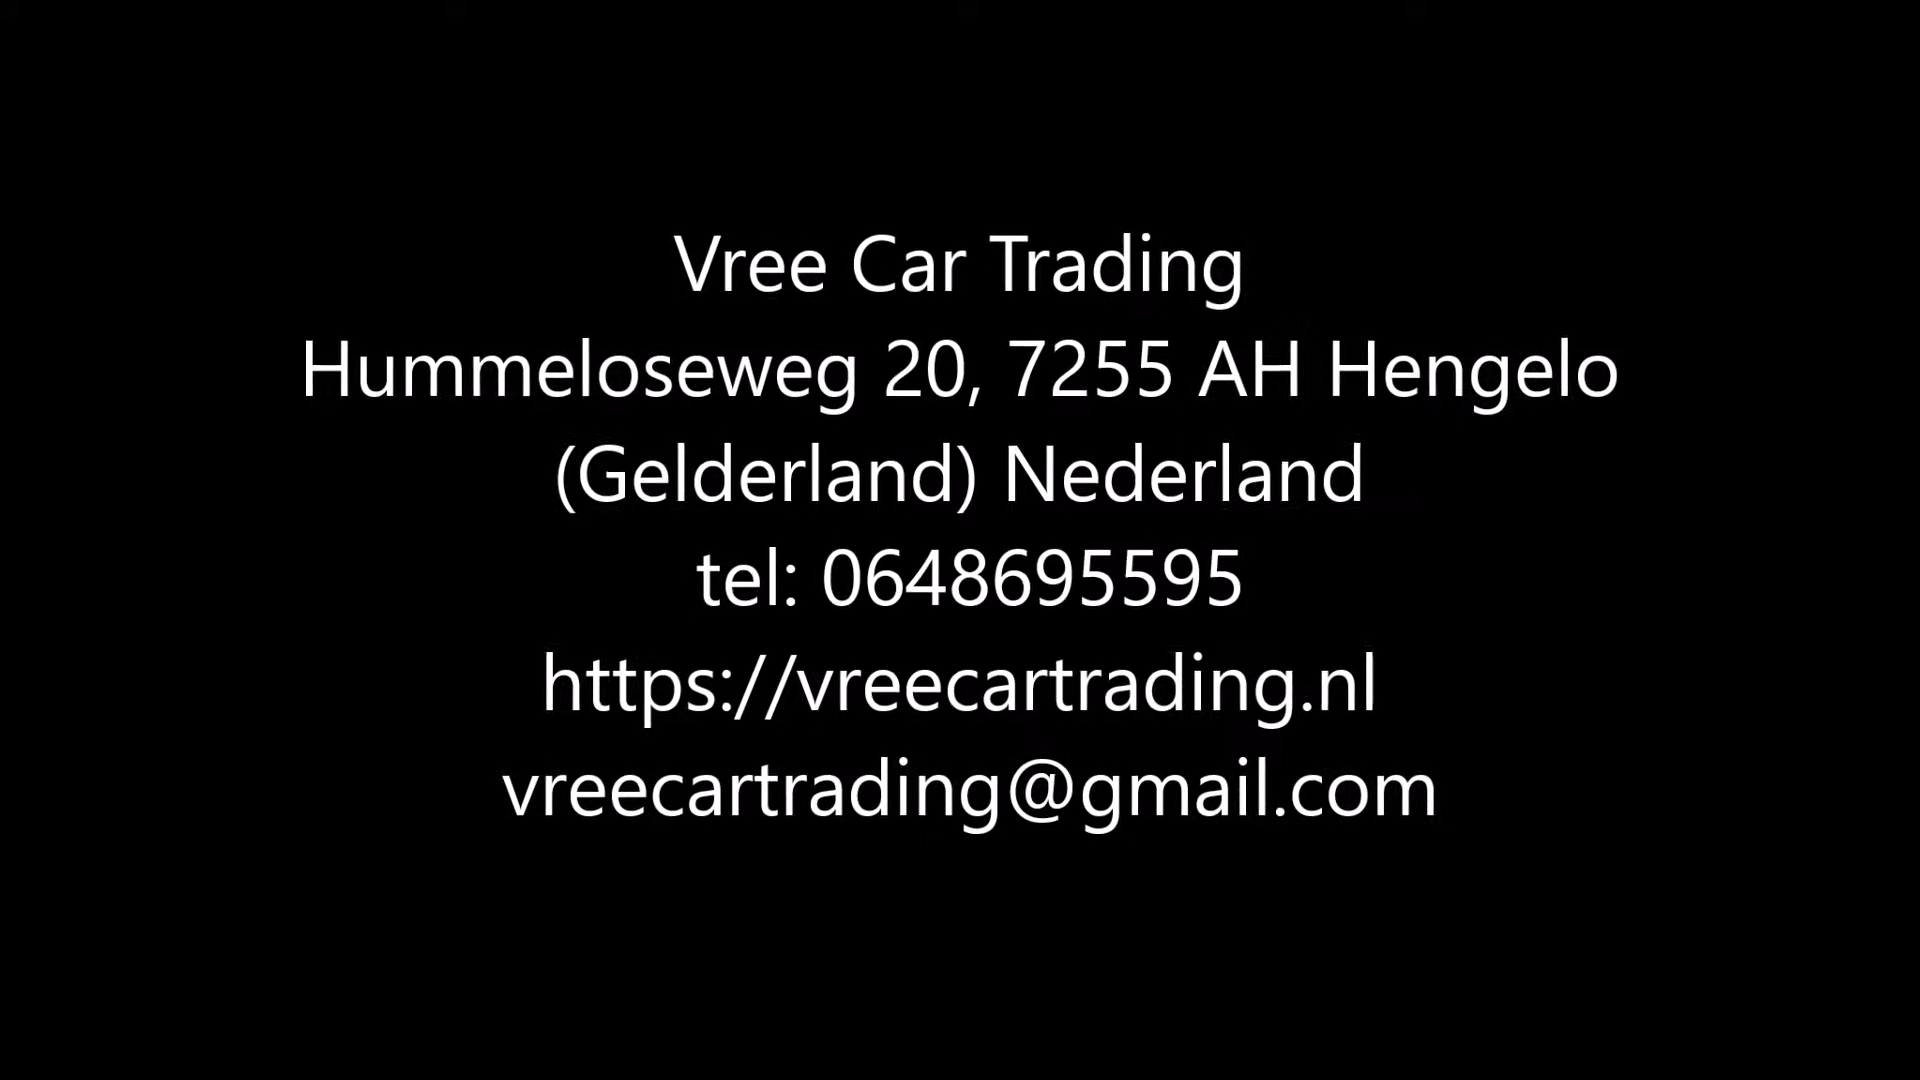 Vree Car Trading
Hummeloseweg 20, 7255 AH Hengelo
(Gelderland) Nederland
tel: 0648695595
https://vreecartrading.nl
vreecartrading@gmail.com